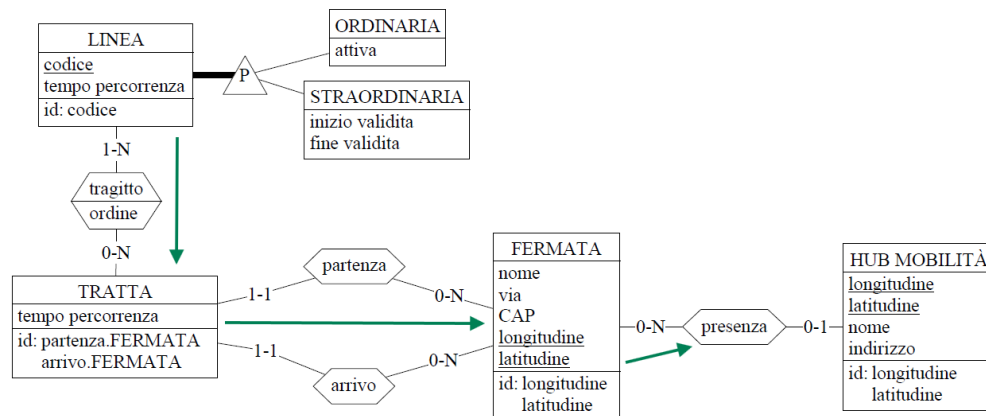 LINEA
codice
tempo percorrenza
id: codice
P
ORDINARIA
attiva
STRAORDINARIA
inizio validita
fine validita
1-N
tragitto
ordine
0-N
TRATTA
tempo percorrenza
id: partenza.FERMATA
arrivo.FERMATA
1-1
partenza
0-N
1-1
arrivo
0-N
FERMATA
nome
via
CAP
longitudine
latitudine
id: longitudine
latitudine
0-N
presenza
0-1
HUB MOBILITÀ
longitudine
latitudine
nome
indirizzo
id: longitudine
latitudine